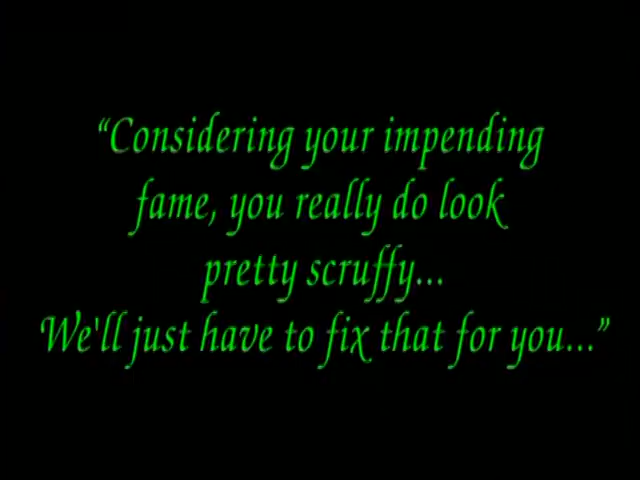 “Considering your impending
fame, you really do look
pretty scruffy...
We'll just have to fix that for you...”